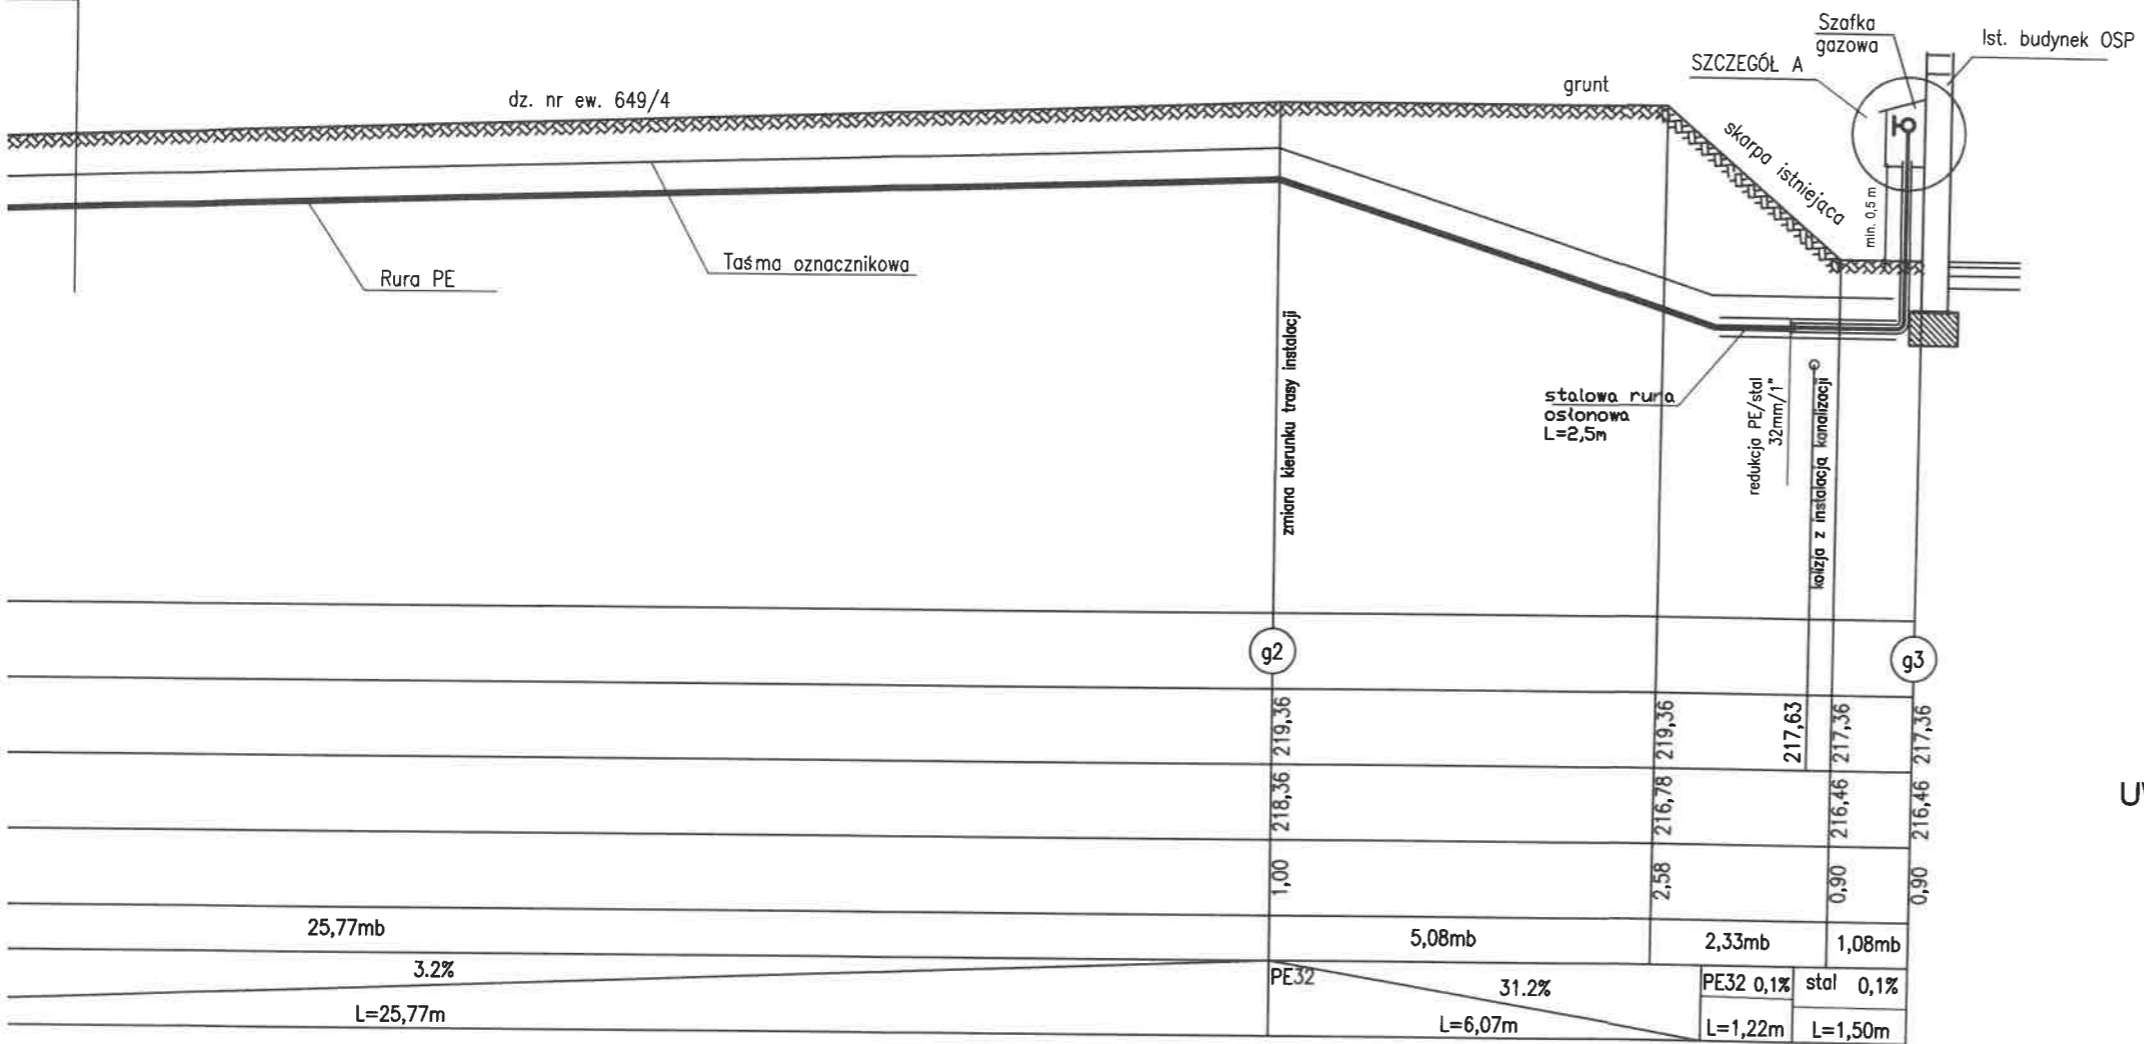 Szafka
gazowa
Ist. budynek OSP
SZCZEGÓŁ A
grunt
dz. nr ew. 649/4
skarpa istniejąca
min. 0,5 m
Taśma oznacznikowa
Rura PE
zmiana kierunku trasy instalacji
stalowa rura
osłonowa
L=2,5m
redukcja PE/stal
32mm/1"
kolizja z instalacją kanalizacji
g2
g3
219,36
219,36
217,63
217,36
217,36
218,36
216,78
216,46
216,46
1,00
2,58
0,90
0,90
25,77mb
5,08mb
2,33mb
1,08mb
3.2%
PE32
31.2%
PE32 0,1%
stal 0,1%
L=25,77m
L=6,07m
L=1,22m
L=1,50m